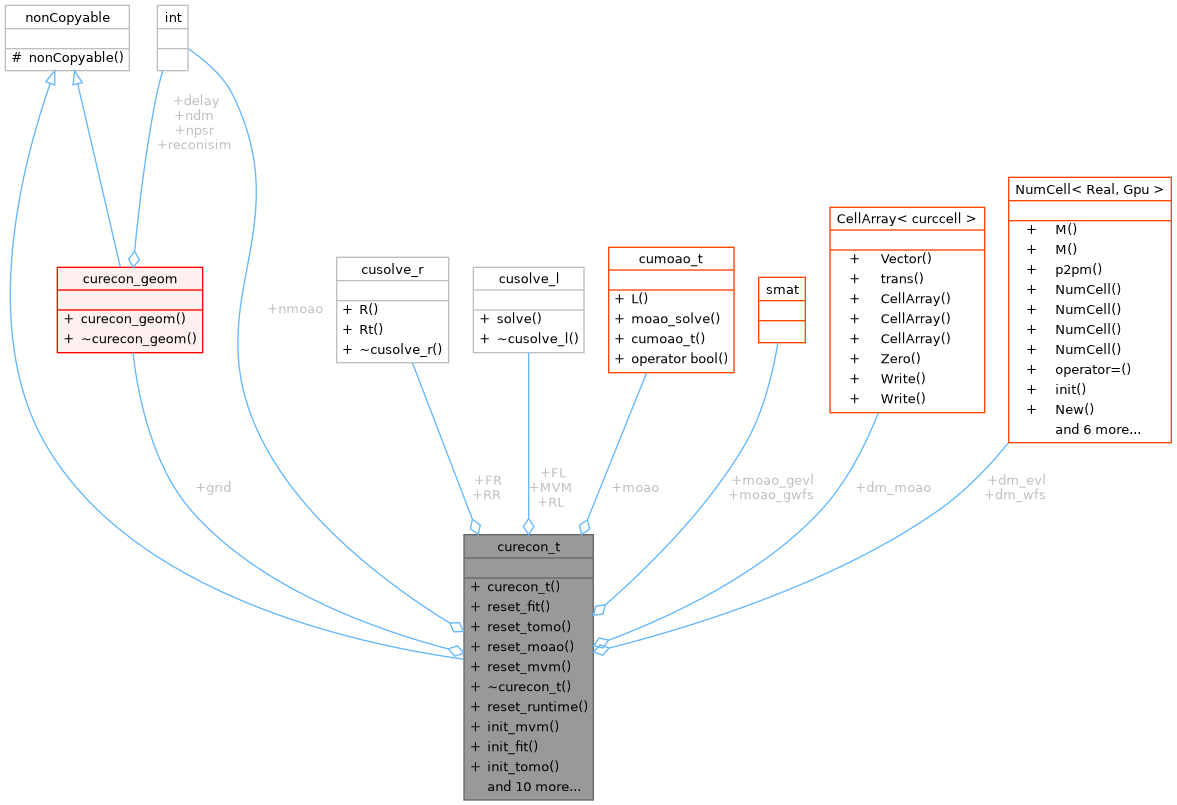 nonCopyable
# nonCopyable()
int
+delay
+ndm
+npsr
+reconisim
NumCell< Real, Gpu >
+ M()
+ M()
+ p2pm()
+ NumCell()
+ NumCell()
+ NumCell()
+ NumCell()
+ operator=()
+ init()
+ New()
and 6 more...
CellArray< curccell >
+ Vector()
+ trans()
+ CellArray()
+ CellArray()
+ CellArray()
+ Zero()
+ Write()
+ Write()
curecon_geom
+ curecon_geom()
+ ~curecon_geom()
cusolve_r
+ R()
+ Rt()
+ ~cusolve_r()
cusolve_l
+ solve()
+ ~cusolve_l()
cumoao_t
+ L()
+ moao_solve()
+ cumoao_t()
+ operator bool()
smat
+nmoao
+grid
+FR
+RR
+FL
+MVM
+RL
+moao
+moao_gevl
+moao_gwfs
+dm_moao
+dm_evl
+dm_wfs
curecon_t
+ curecon_t()
+ reset_fit()
+ reset_tomo()
+ reset_moao()
+ reset_mvm()
+ ~curecon_t()
+ reset_runtime()
+ init_mvm()
+ init_fit()
+ init_tomo()
and 10 more...